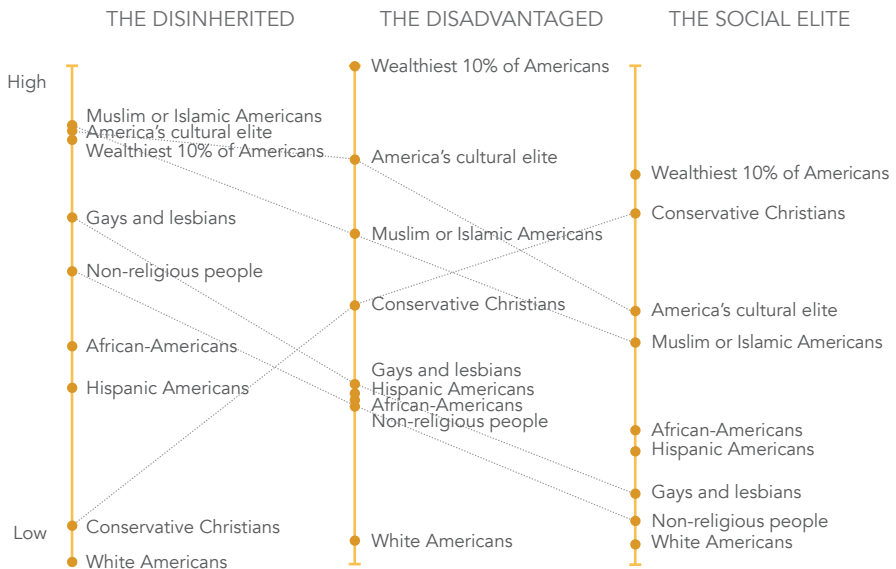 THE DISINHERITED
THE DISADVANTAGED
THE SOCIAL ELITE
High
Low
Muslim or Islamic Americans
America's cultural elite
Wealthiest 10% of Americans
Gays and lesbians
Non-religious people
African-Americans
Hispanic Americans
Conservative Christians
White Americans
Wealthiest 10% of Americans
America's cultural elite
Muslim or Islamic Americans
Conservative Christians
Gays and lesbians
Hispanic Americans
African-Americans
Non-religious people
White Americans
Wealthiest 10% of Americans
Conservative Christians
America's cultural elite
Muslim or Islamic Americans
African-Americans
Hispanic Americans
Gays and lesbians
Non-religious people
White Americans